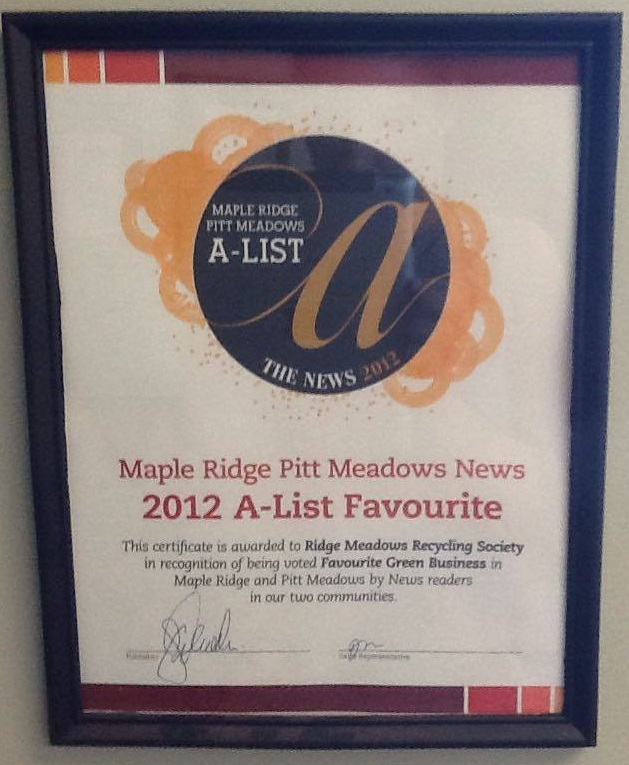 MAPLE RIDGE
PITT MEADOWS
A-LIST
a
THE NEWS 2012
Maple Ridge Pitt Meadows News
2012 A-List Favourite
This certificate is awarded to Ridge Meadows Recycling Society
in recognition of being voted Favourite Green Business in
Maple Ridge and Pitt Meadows by News readers
in our two communities.
Publisher
Sales Representative